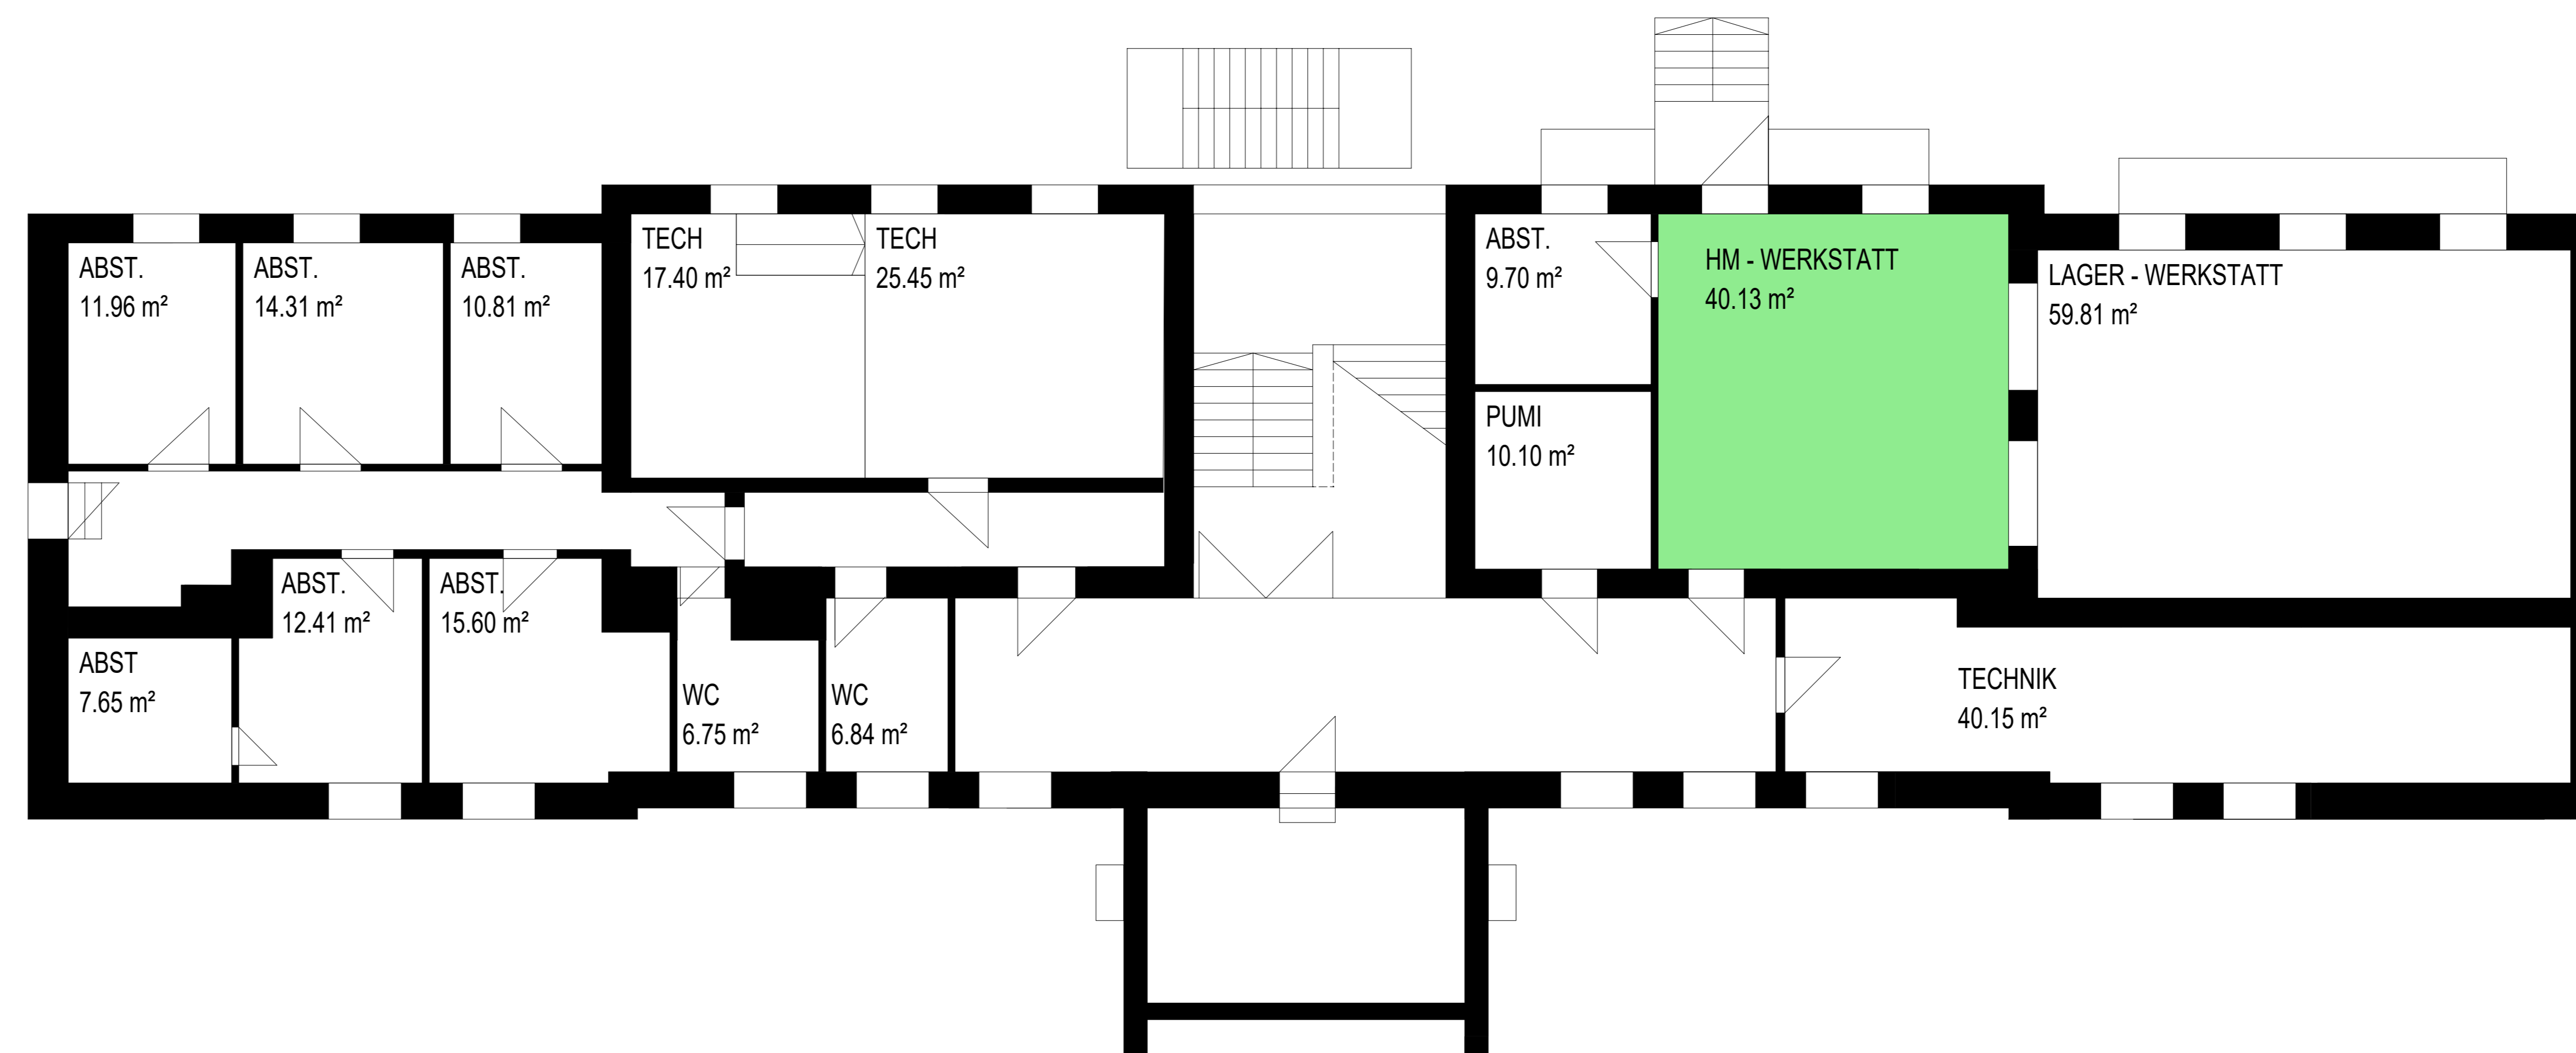 ABST.
11.96 m²
ABST.
14.31 m²
ABST.
10.81 m²
TECH
17.40 m²
TECH
25.45 m²
ABST.
9.70 m²
HM - WERKSTATT
40.13 m²
LAGER - WERKSTATT
59.81 m²
PUMI
10.10 m²
ABST.
12.41 m²
ABST.
15.60 m²
ABST
7.65 m²
WC
6.75 m²
WC
6.84 m²
TECHNIK
40.15 m²